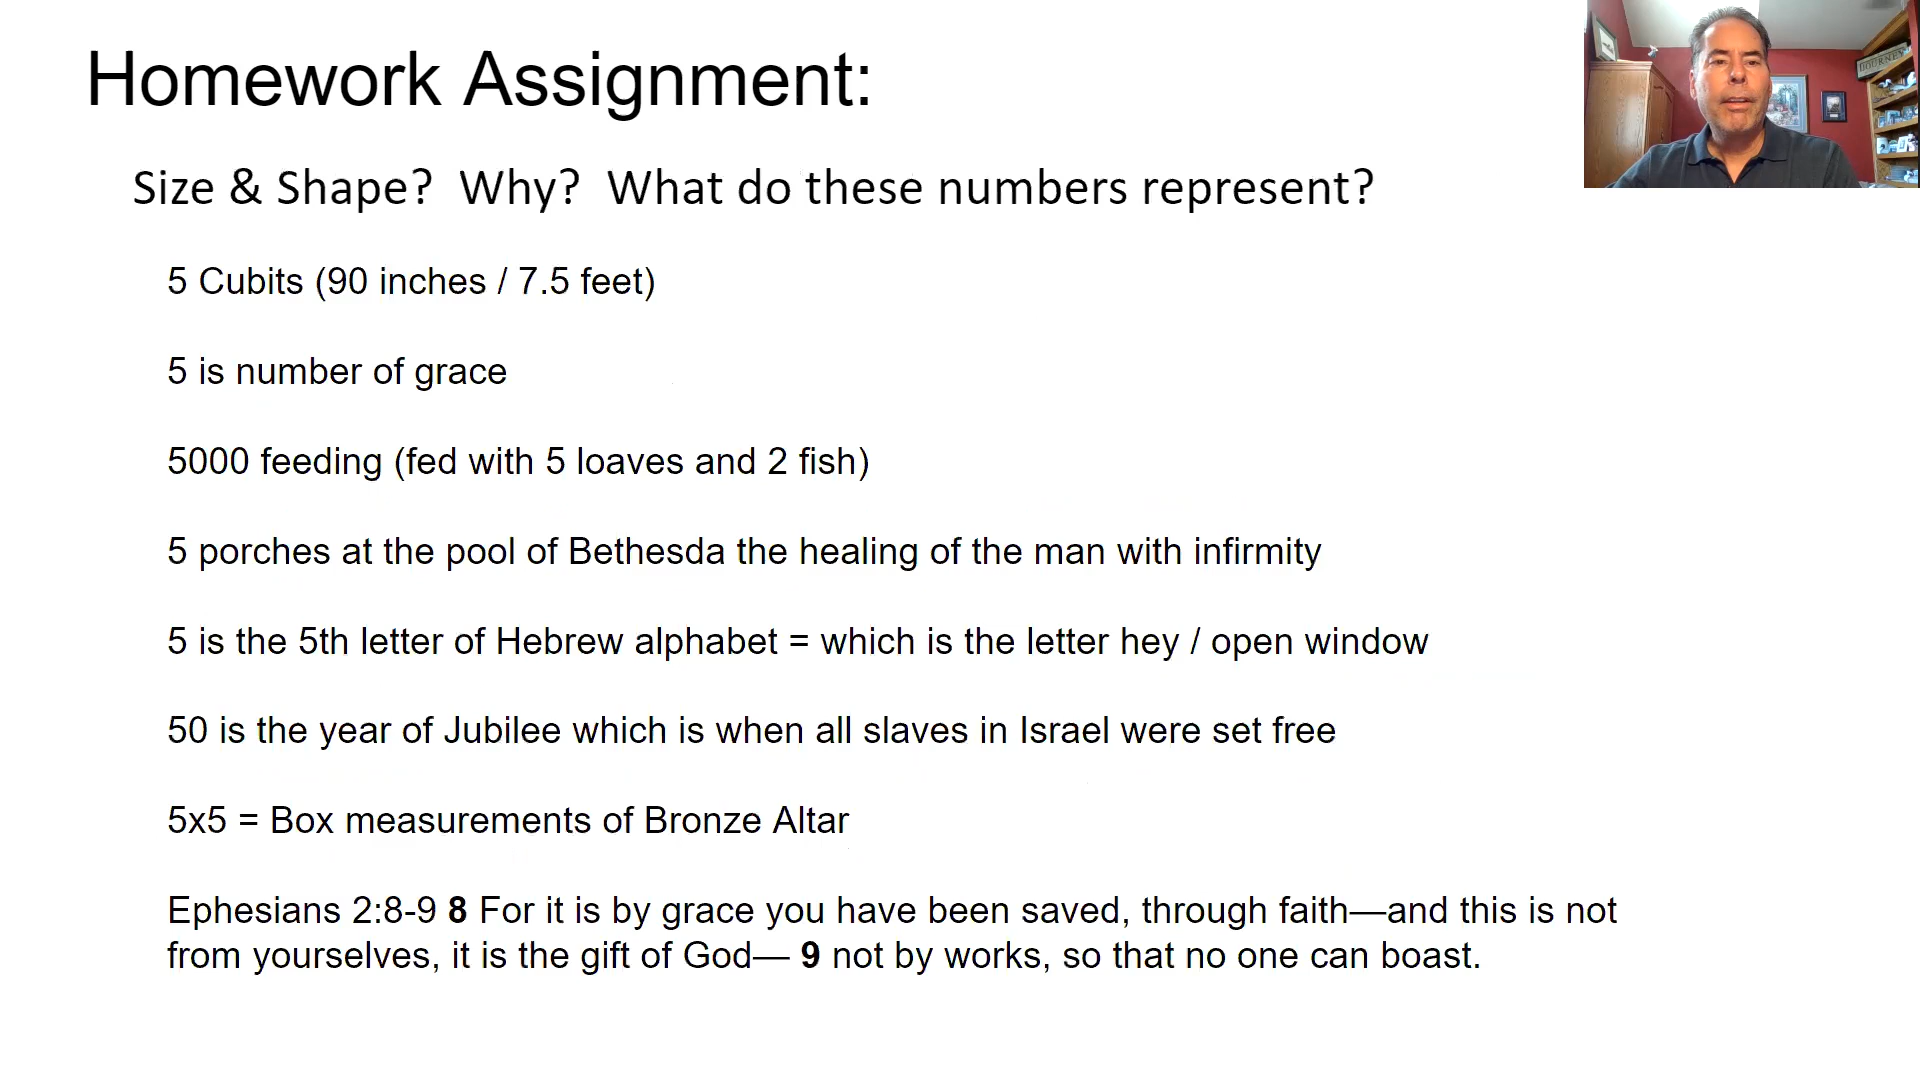 Homework Assignment:
Size & Shape?  Why?  What do these numbers represent?
5 Cubits (90 inches / 7.5 feet)
5 is number of grace
5000 feeding (fed with 5 loaves and 2 fish)
5 porches at the pool of Bethesda the healing of the man with infirmity
5 is the 5th letter of Hebrew alphabet = which is the letter hey / open window
50 is the year of Jubilee which is when all slaves in Israel were set free
5x5 = Box measurements of Bronze Altar
Ephesians 2:8-9 8 For it is by grace you have been saved, through faith—and this is not
from yourselves, it is the gift of God— 9 not by works, so that no one can boast.
JOURNEY